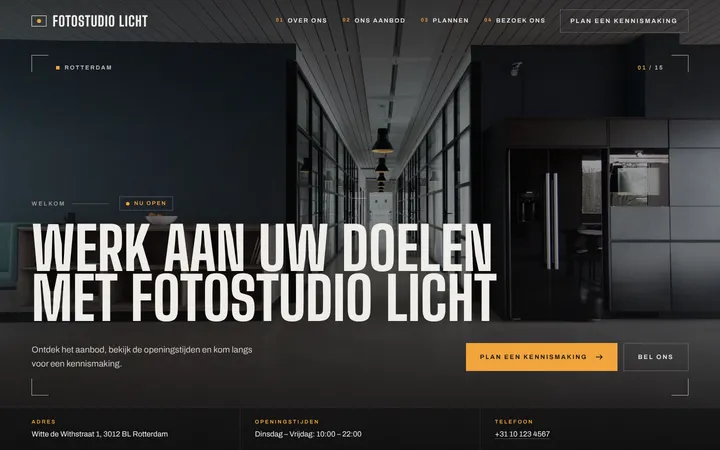 FOTOSTUDIO LICHT
01 OVER ONS
02 ONS AANBOD
03 PLANNEN
04 BEZOEK ONS
PLAN EEN KENNISMAKING
ROTTERDAM
01 / 15
WELKOM
NU OPEN
WERK AAN UW DOELEN
MET FOTOSTUDIO LICHT
Ontdek het aanbod, bekijk de openingstijden en kom langs
voor een kennismaking.
PLAN EEN KENNISMAKING →
BEL ONS
ADRES
Witte de Withstraat 1, 3012 BL Rotterdam
OPENINGSTIJDEN
Dinsdag – Vrijdag: 10:00 – 22:00
TELEFOON
+31 10 123 4567